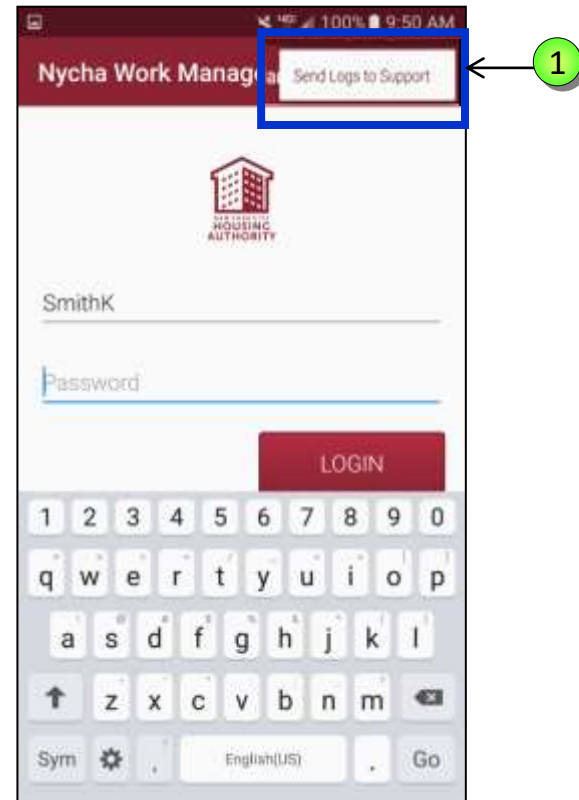 100% 9:50 AM
Nycha Work Manage
Send Logs to Support
1
HOUSING
AUTHORITY
SmithK
Password
LOGIN
1 2 3 4 5 6 7 8 9 0
q w e r t y u i o p
a s d f g h j k l
z x c v b n m
Sym , English(US) . Go